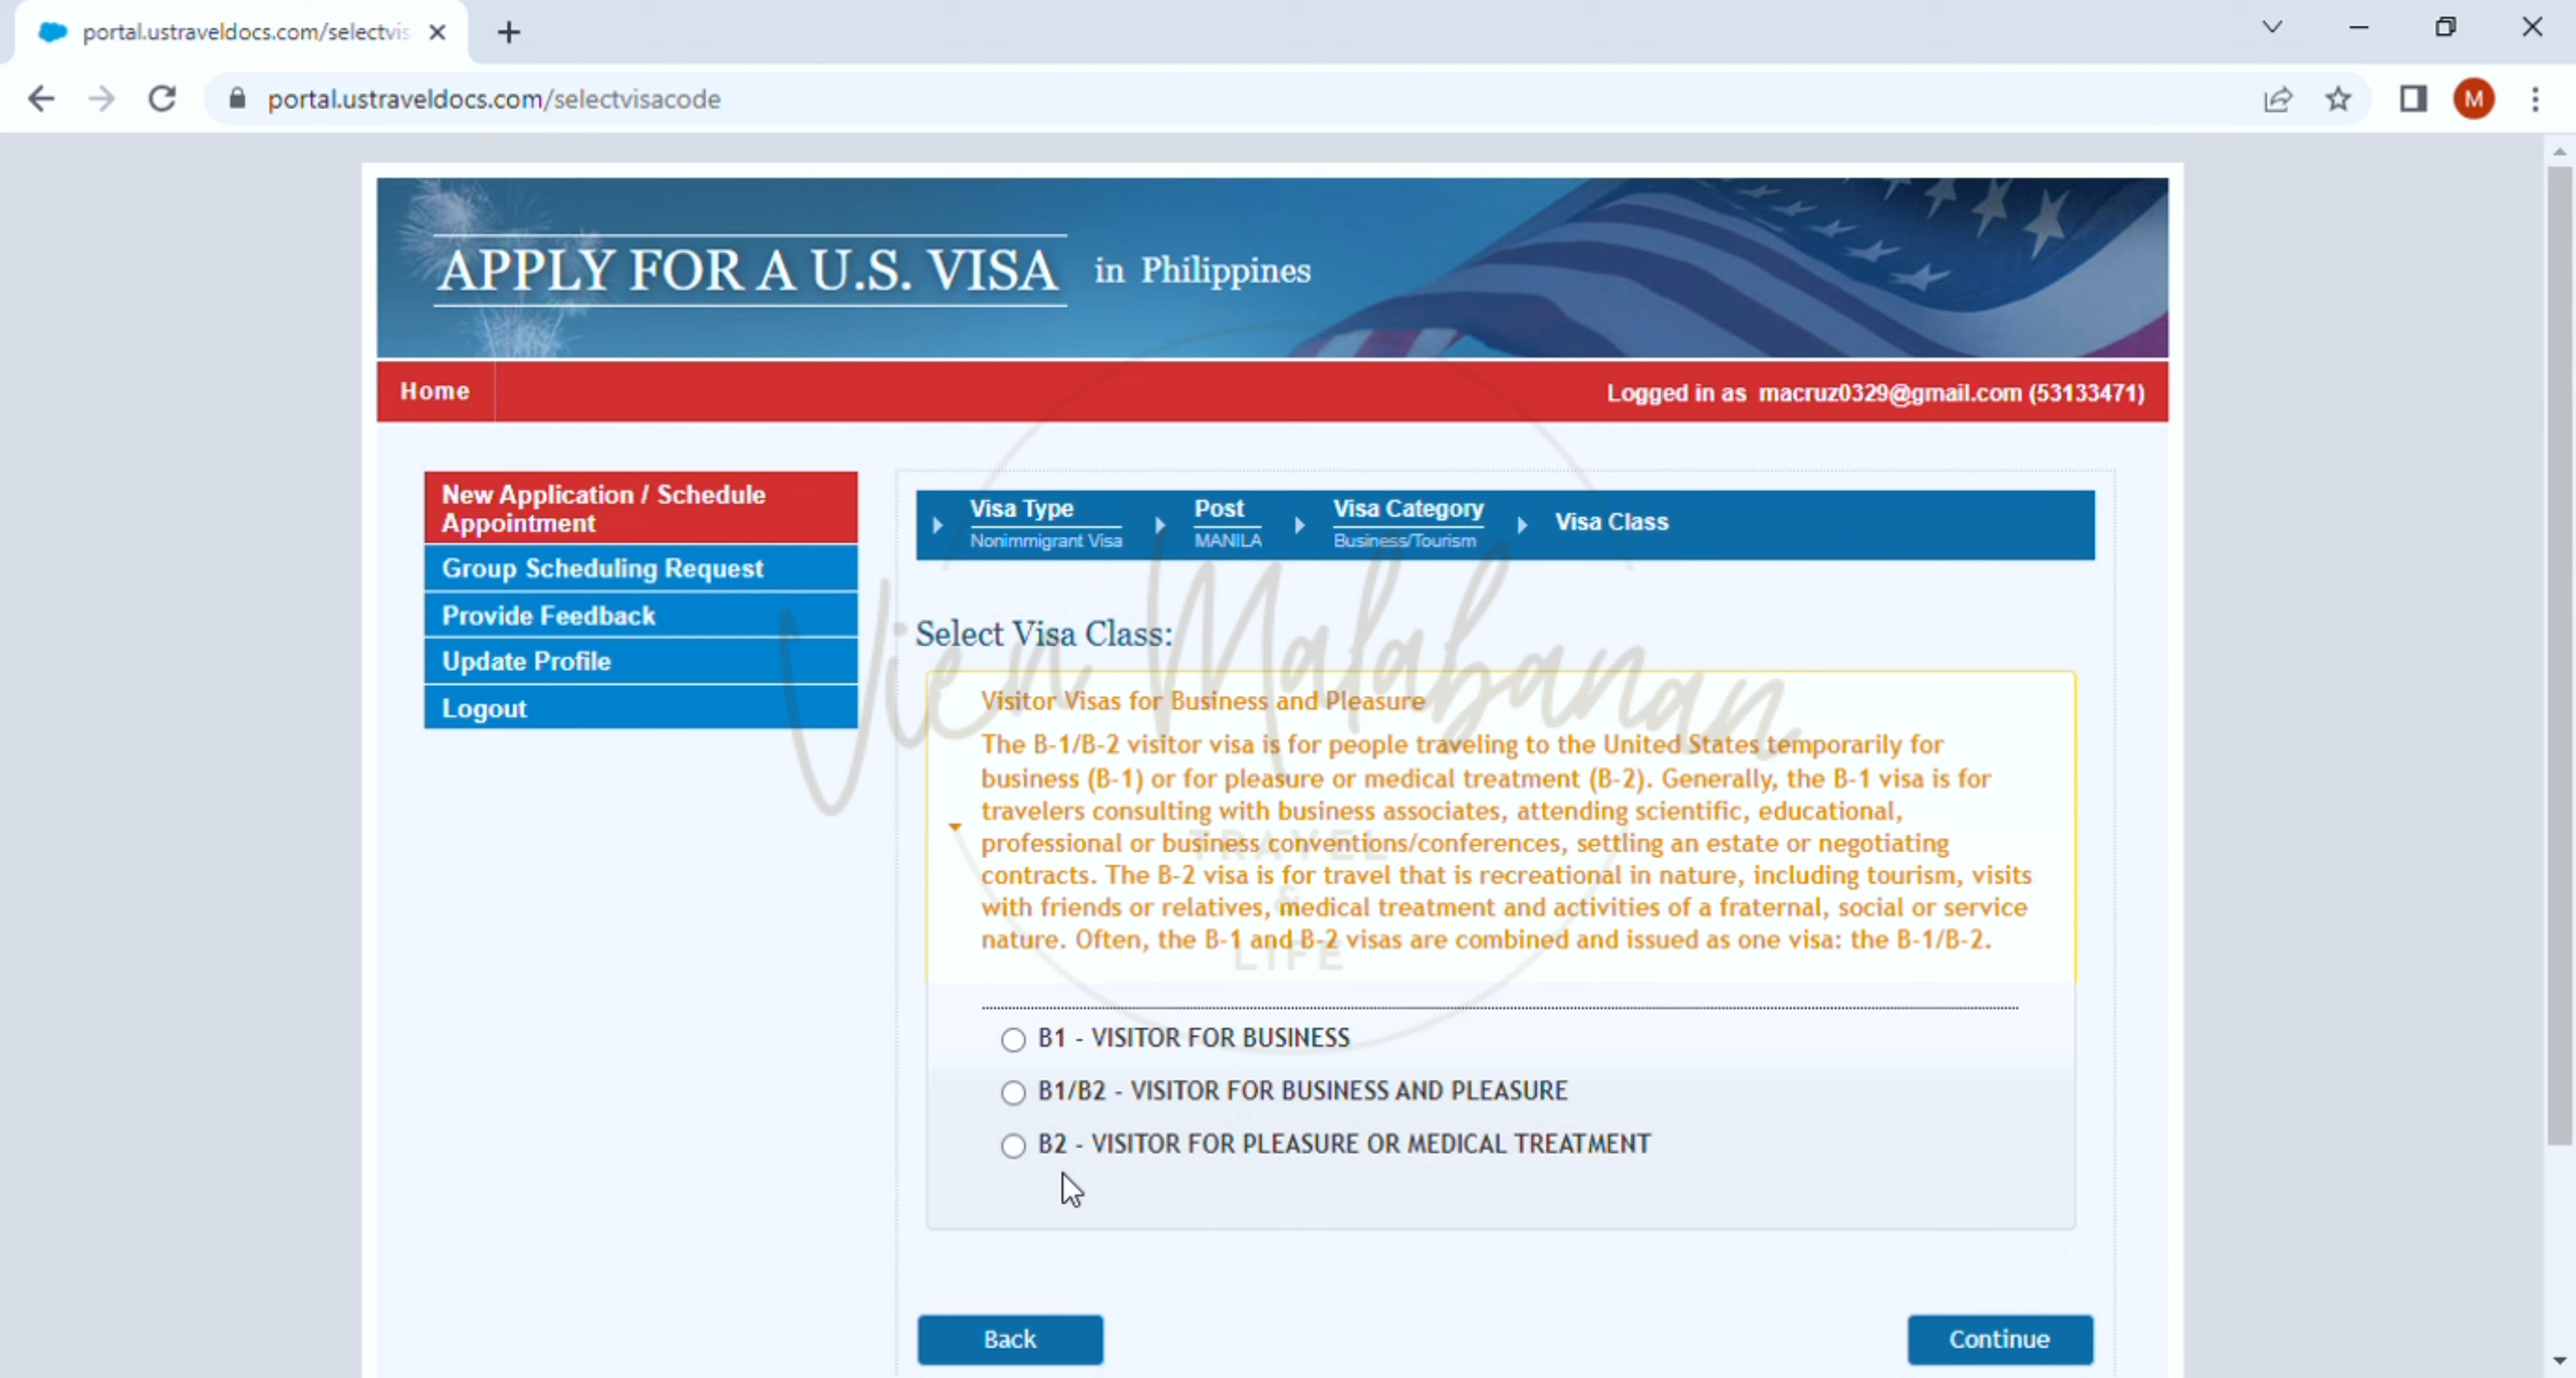 portal.ustraveldocs.com/selectvis
portal.ustraveldocs.com/selectvisacode
M
APPLY FOR A U.S. VISA in Philippines
Home
Logged in as macruz0329@gmail.com (53133471)
New Application / Schedule
Appointment
Group Scheduling Request
Provide Feedback
Update Profile
Logout
Visa Type
Nonimmigrant Visa
Post
MANILA
Visa Category
Business/Tourism
Visa Class
Select Visa Class:
Visitor Visas for Business and Pleasure
The B-1/B-2 visitor visa is for people traveling to the United States temporarily for
business (B-1) or for pleasure or medical treatment (B-2). Generally, the B-1 visa is for
travelers consulting with business associates, attending scientific, educational,
professional or business conventions/conferences, settling an estate or negotiating
contracts. The B-2 visa is for travel that is recreational in nature, including tourism, visits
with friends or relatives, medical treatment and activities of a fraternal, social or service
nature. Often, the B-1 and B-2 visas are combined and issued as one visa: the B-1/B-2.
B1 - VISITOR FOR BUSINESS
B1/B2 - VISITOR FOR BUSINESS AND PLEASURE
B2 - VISITOR FOR PLEASURE OR MEDICAL TREATMENT
Back
Continue
Vien Malabanan
TRAVEL
&
LIFE